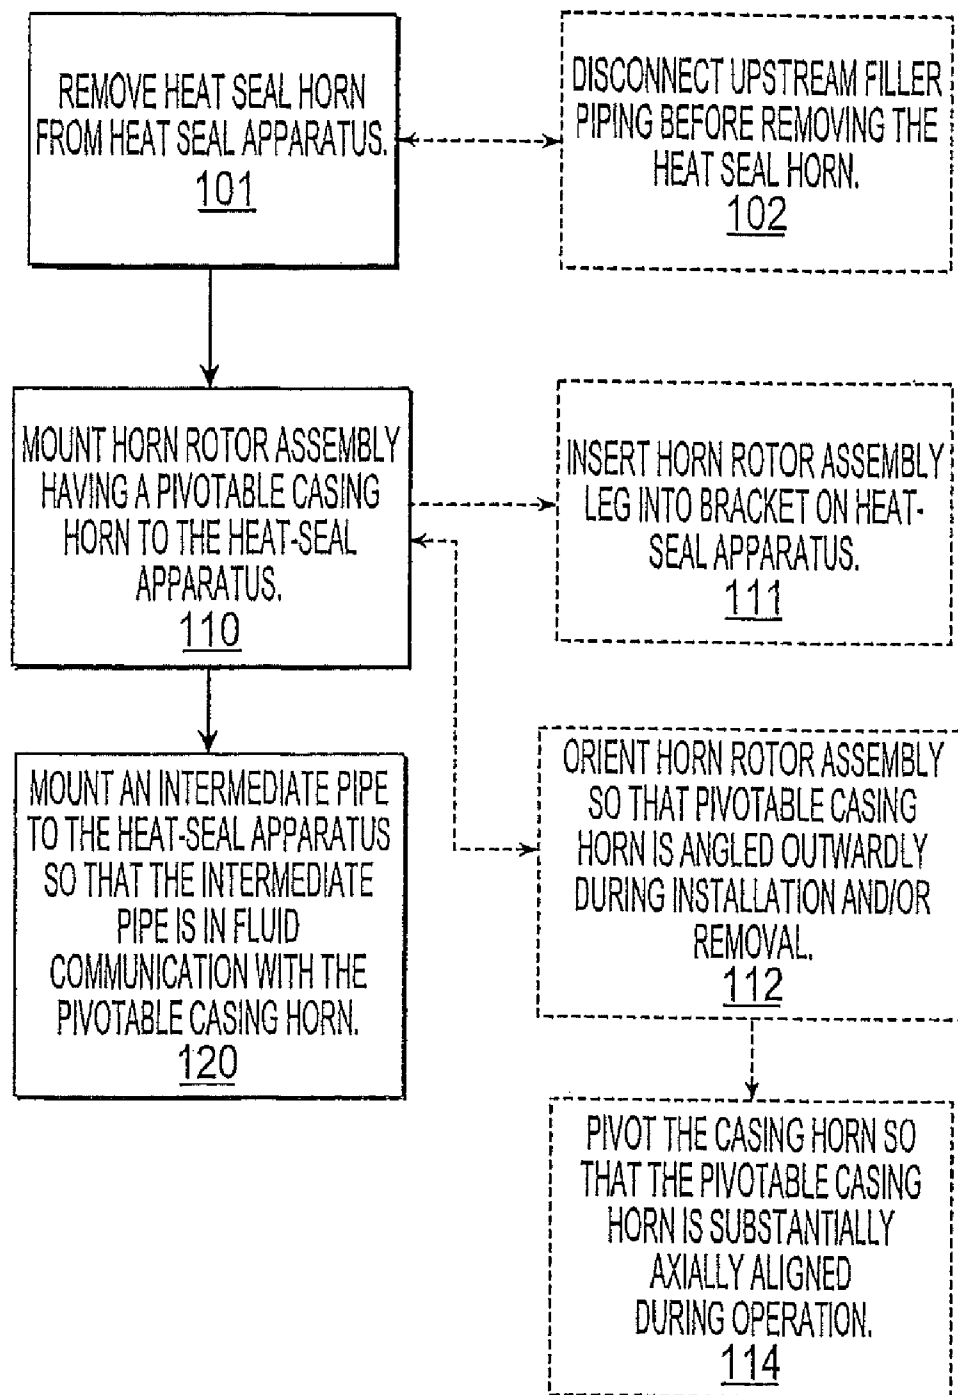 REMOVE HEAT SEAL HORN
FROM HEAT SEAL APPARATUS.
101
DISCONNECT UPSTREAM FILLER
PIPING BEFORE REMOVING THE
HEAT SEAL HORN.
102
MOUNT HORN ROTOR ASSEMBLY
HAVING A PIVOTABLE CASING
HORN TO THE HEAT-SEAL
APPARATUS.
110
INSERT HORN ROTOR ASSEMBLY
LEG INTO BRACKET ON HEAT-
SEAL APPARATUS.
111
MOUNT AN INTERMEDIATE PIPE
TO THE HEAT-SEAL APPARATUS
SO THAT THE INTERMEDIATE
PIPE IS IN FLUID
COMMUNICATION WITH THE
PIVOTABLE CASING HORN.
120
ORIENT HORN ROTOR ASSEMBLY
SO THAT PIVOTABLE CASING
HORN IS ANGLED OUTWARDLY
DURING INSTALLATION AND/OR
REMOVAL.
112
PIVOT THE CASING HORN SO
THAT THE PIVOTABLE CASING
HORN IS SUBSTANTIALLY
AXIALLY ALIGNED
DURING OPERATION.
114